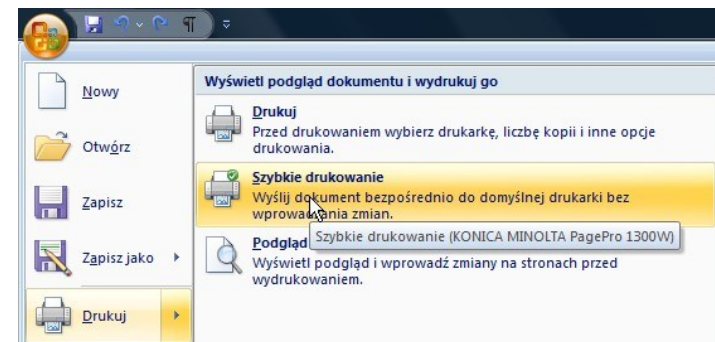 Nowy
Otwórz
Zapisz
Zapisz jako
Drukuj
Wyświetl podgląd dokumentu i wydrukuj go
Drukuj
Przed drukowaniem wybierz drukarkę, liczbę kopii i inne opcje
drukowania.
Szybkie drukowanie
Wyślij dokument bezpośrednio do domyślnej drukarki bez
wprowadzania zmian.
Szybkie drukowanie (KONICA MINOLTA PagePro 1300W)
Podgląd
Wyświetl podgląd i wprowadź zmiany na stronach przed
wydrukowaniem.